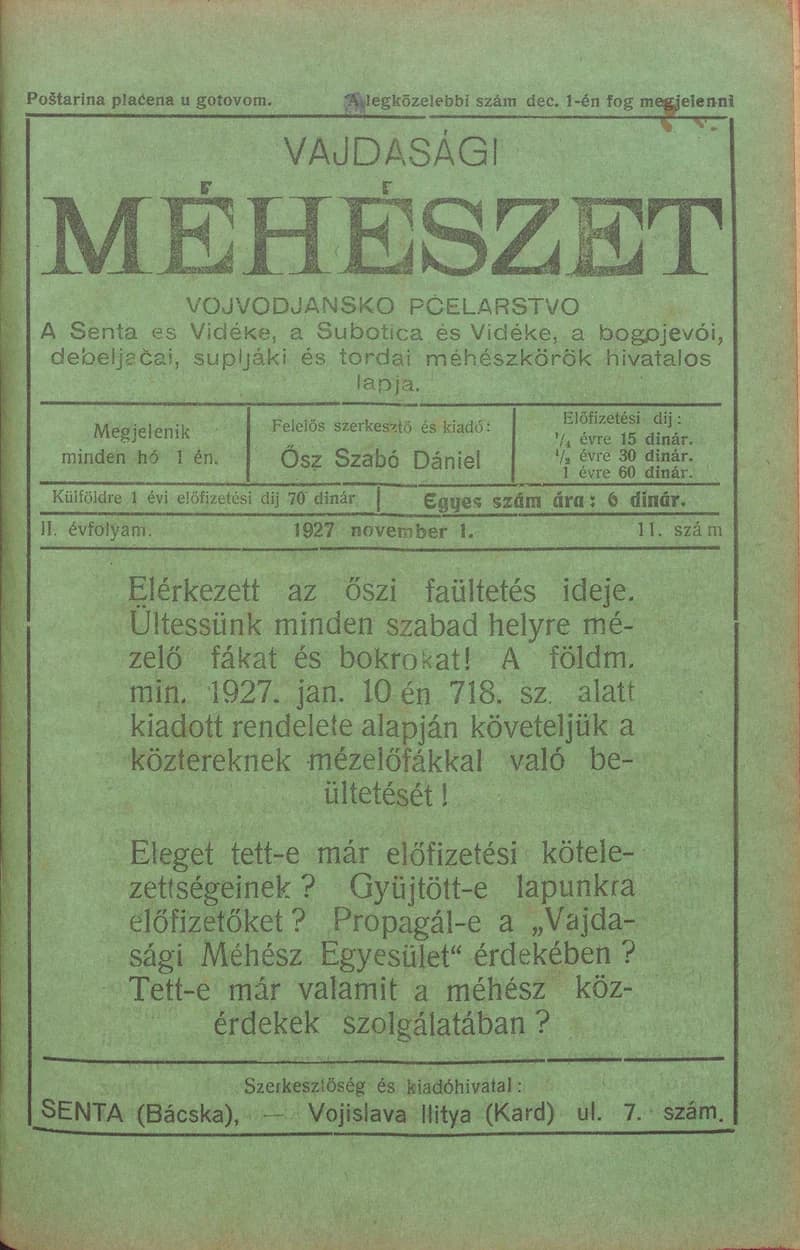 Poštarina plaćena u gotovom. A legközelebbi szám dec. 1-én fog megjelenni
VAJDASÁGI
MÉHÉSZET
VOJVODJANSKO PČELARSTVO
A Senta es Vidéke, a Subotica és Vidéke, a bogojevói,
debeljačai, supljáki és tordai méhészkörök hivatalos
lapja.
Megjelenik
minden hó 1 én.
Felelős szerkesztő és kiadó:
Ősz Szabó Dániel
Előfizetési dij:
1/4 évre 15 dinár.
1/2 évre 30 dinár.
1 évre 60 dinár.
Külföldre 1 évi előfizetési dij 70 dinár
Egyes szám ára: 6 dinár.
II. évfolyam. 1927 november 1. 11. szám
Elérkezett az őszi faültetés ideje.
Ültessünk minden szabad helyre mé-
zelő fákat és bokrokat! A földm.
min. 1927. jan. 10 én 718. sz. alatt
kiadott rendelete alapján követeljük a
köztereknek mézelőfákkal való be-
ültetését!
Eleget tett-e már előfizetési kötele-
zettségeinek? Gyüjtött-e lapunkra
előfizetőket? Propagál-e a „Vajda-
sági Méhész Egyesület“ érdekében?
Tett-e már valamit a méhész köz-
érdekek szolgálatában?
Szerkesztőség és kiadóhivatal:
SENTA (Bácska), — Vojislava Ilitya (Kard) ul. 7. szám.